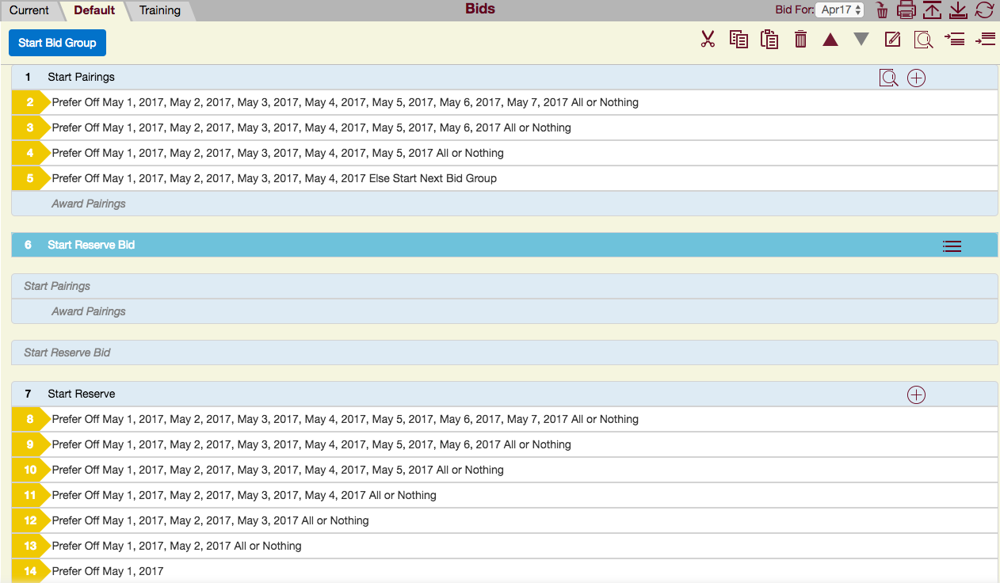 Current Default Training Bids Bid For: Apr17
Start Bid Group
1 Start Pairings
2 Prefer Off May 1, 2017, May 2, 2017, May 3, 2017, May 4, 2017, May 5, 2017, May 6, 2017, May 7, 2017 All or Nothing
3 Prefer Off May 1, 2017, May 2, 2017, May 3, 2017, May 4, 2017, May 5, 2017, May 6, 2017 All or Nothing
4 Prefer Off May 1, 2017, May 2, 2017, May 3, 2017, May 4, 2017, May 5, 2017 All or Nothing
5 Prefer Off May 1, 2017, May 2, 2017, May 3, 2017, May 4, 2017 Else Start Next Bid Group
Award Pairings
6 Start Reserve Bid
Start Pairings
Award Pairings
Start Reserve Bid
7 Start Reserve
8 Prefer Off May 1, 2017, May 2, 2017, May 3, 2017, May 4, 2017, May 5, 2017, May 6, 2017, May 7, 2017 All or Nothing
9 Prefer Off May 1, 2017, May 2, 2017, May 3, 2017, May 4, 2017, May 5, 2017, May 6, 2017 All or Nothing
10 Prefer Off May 1, 2017, May 2, 2017, May 3, 2017, May 4, 2017, May 5, 2017 All or Nothing
11 Prefer Off May 1, 2017, May 2, 2017, May 3, 2017, May 4, 2017 All or Nothing
12 Prefer Off May 1, 2017, May 2, 2017, May 3, 2017 All or Nothing
13 Prefer Off May 1, 2017, May 2, 2017 All or Nothing
14 Prefer Off May 1, 2017